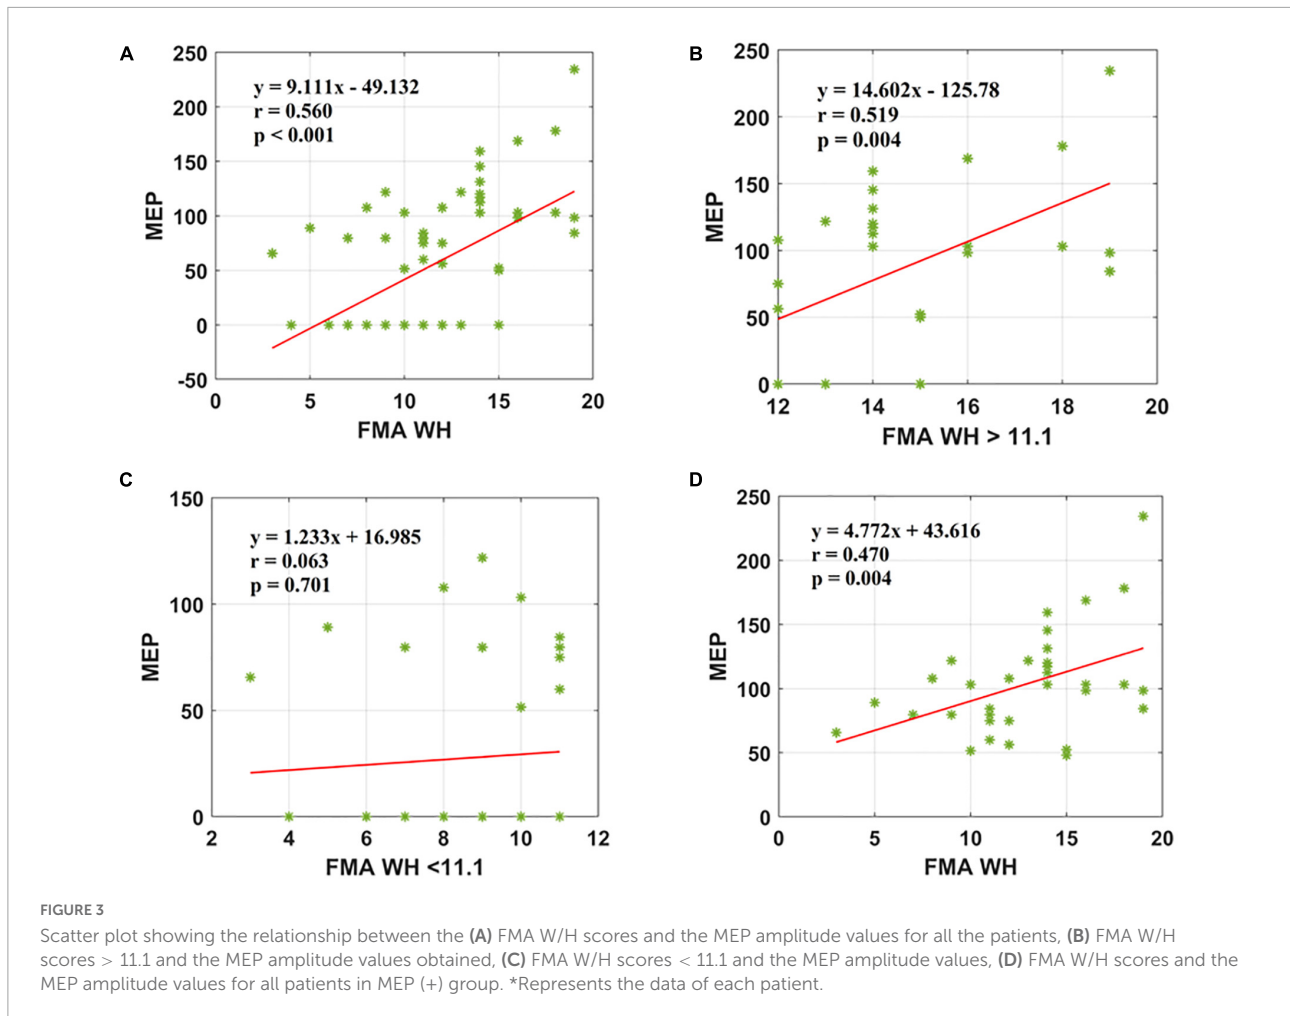 A
250
200
150
100
50
0
-50
MEP
y = 9.111x - 49.132
r = 0.560
p < 0.001
0 5 10 15 20
FMA WH
B
250
200
150
100
50
0
MEP
y = 14.602x - 125.78
r = 0.519
p = 0.004
12 14 16 18 20
FMA WH > 11.1
C
150
100
50
0
MEP
y = 1.233x + 16.985
r = 0.063
p = 0.701
2 4 6 8 10 12
FMA WH <11.1
D
250
200
150
100
50
0
MEP
y = 4.772x + 43.616
r = 0.470
p = 0.004
0 5 10 15 20
FMA WH
FIGURE 3
Scatter plot showing the relationship between the (A) FMA W/H scores and the MEP amplitude values for all the patients, (B) FMA W/H
scores > 11.1 and the MEP amplitude values obtained, (C) FMA W/H scores < 11.1 and the MEP amplitude values, (D) FMA W/H scores and the
MEP amplitude values for all patients in MEP (+) group. *Represents the data of each patient.